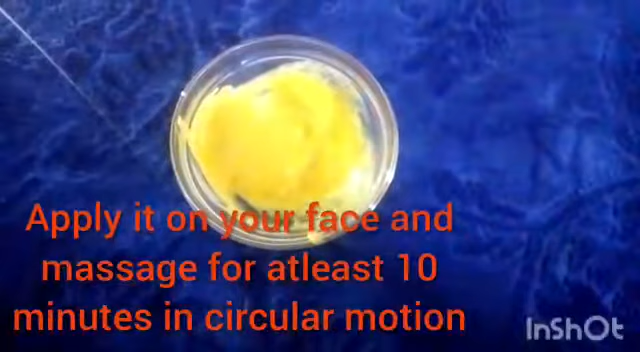 Apply it on your face and
massage for atleast 10
minutes in circular motion
InShOt